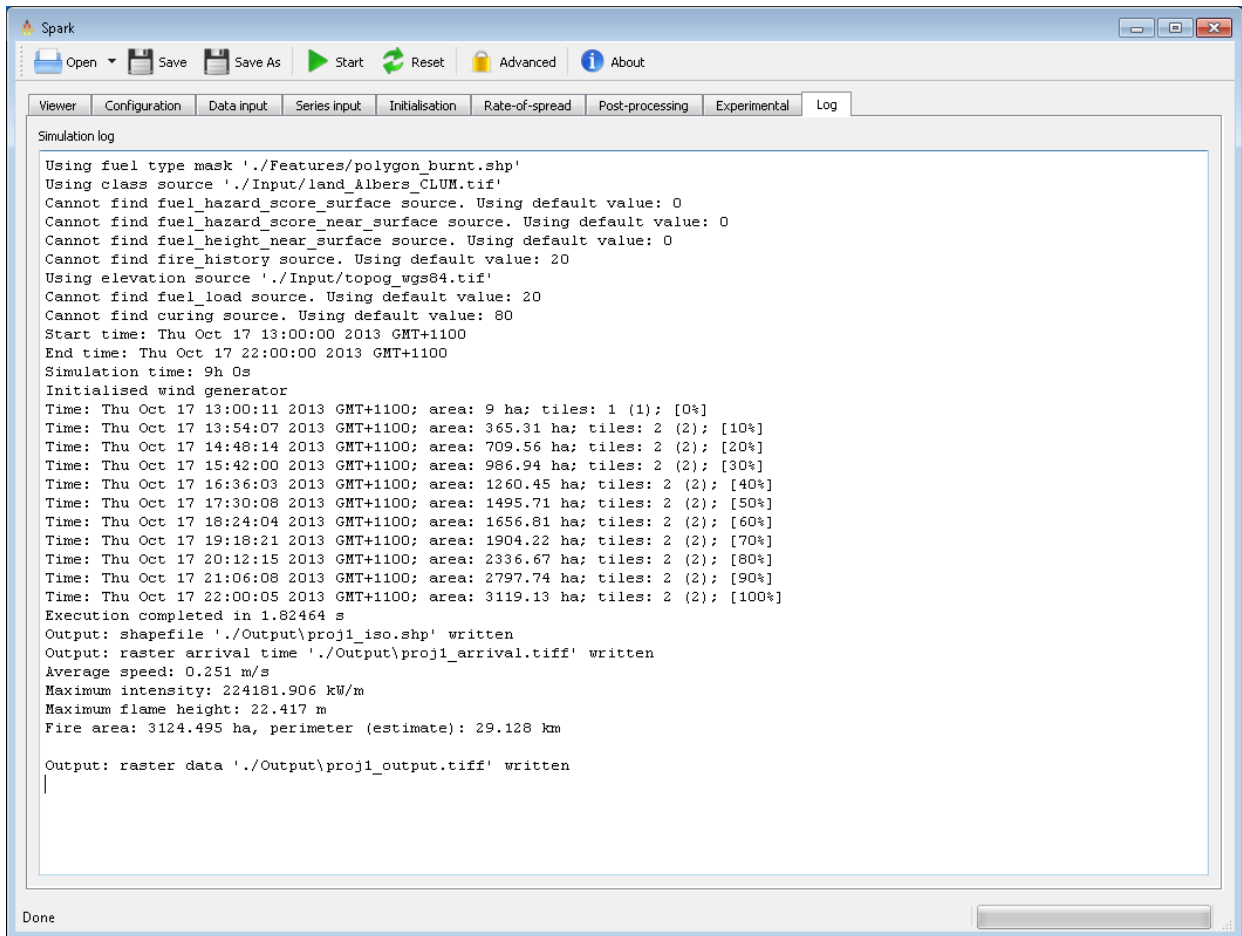 Spark
Open Save Save As Start Reset Advanced About
Viewer Configuration Data input Series input Initialisation Rate-of-spread Post-processing Experimental Log
Simulation log
Using fuel type mask './Features/polygon_burnt.shp'
Using class source './Input/land_Albers_CLUM.tif'
Cannot find fuel_hazard_score_surface source. Using default value: 0
Cannot find fuel_hazard_score_near_surface source. Using default value: 0
Cannot find fuel_height_near_surface source. Using default value: 0
Cannot find fire_history source. Using default value: 20
Using elevation source './Input/topog_wgs84.tif'
Cannot find fuel_load source. Using default value: 20
Cannot find curing source. Using default value: 80
Start time: Thu Oct 17 13:00:00 2013 GMT+1100
End time: Thu Oct 17 22:00:00 2013 GMT+1100
Simulation time: 9h 0s
Initialised wind generator
Time: Thu Oct 17 13:00:11 2013 GMT+1100; area: 9 ha; tiles: 1 (1); [0%]
Time: Thu Oct 17 13:54:07 2013 GMT+1100; area: 365.31 ha; tiles: 2 (2); [10%]
Time: Thu Oct 17 14:48:14 2013 GMT+1100; area: 709.56 ha; tiles: 2 (2); [20%]
Time: Thu Oct 17 15:42:00 2013 GMT+1100; area: 986.94 ha; tiles: 2 (2); [30%]
Time: Thu Oct 17 16:36:03 2013 GMT+1100; area: 1260.45 ha; tiles: 2 (2); [40%]
Time: Thu Oct 17 17:30:08 2013 GMT+1100; area: 1495.71 ha; tiles: 2 (2); [50%]
Time: Thu Oct 17 18:24:04 2013 GMT+1100; area: 1656.81 ha; tiles: 2 (2); [60%]
Time: Thu Oct 17 19:18:21 2013 GMT+1100; area: 1904.22 ha; tiles: 2 (2); [70%]
Time: Thu Oct 17 20:12:15 2013 GMT+1100; area: 2336.67 ha; tiles: 2 (2); [80%]
Time: Thu Oct 17 21:06:08 2013 GMT+1100; area: 2797.74 ha; tiles: 2 (2); [90%]
Time: Thu Oct 17 22:00:05 2013 GMT+1100; area: 3119.13 ha; tiles: 2 (2); [100%]
Execution completed in 1.82464 s
Output: shapefile './Output\proj1_iso.shp' written
Output: raster arrival time './Output\proj1_arrival.tiff' written
Average speed: 0.251 m/s
Maximum intensity: 224181.906 kW/m
Maximum flame height: 22.417 m
Fire area: 3124.495 ha, perimeter (estimate): 29.128 km
Output: raster data './Output\proj1_output.tiff' written
Done